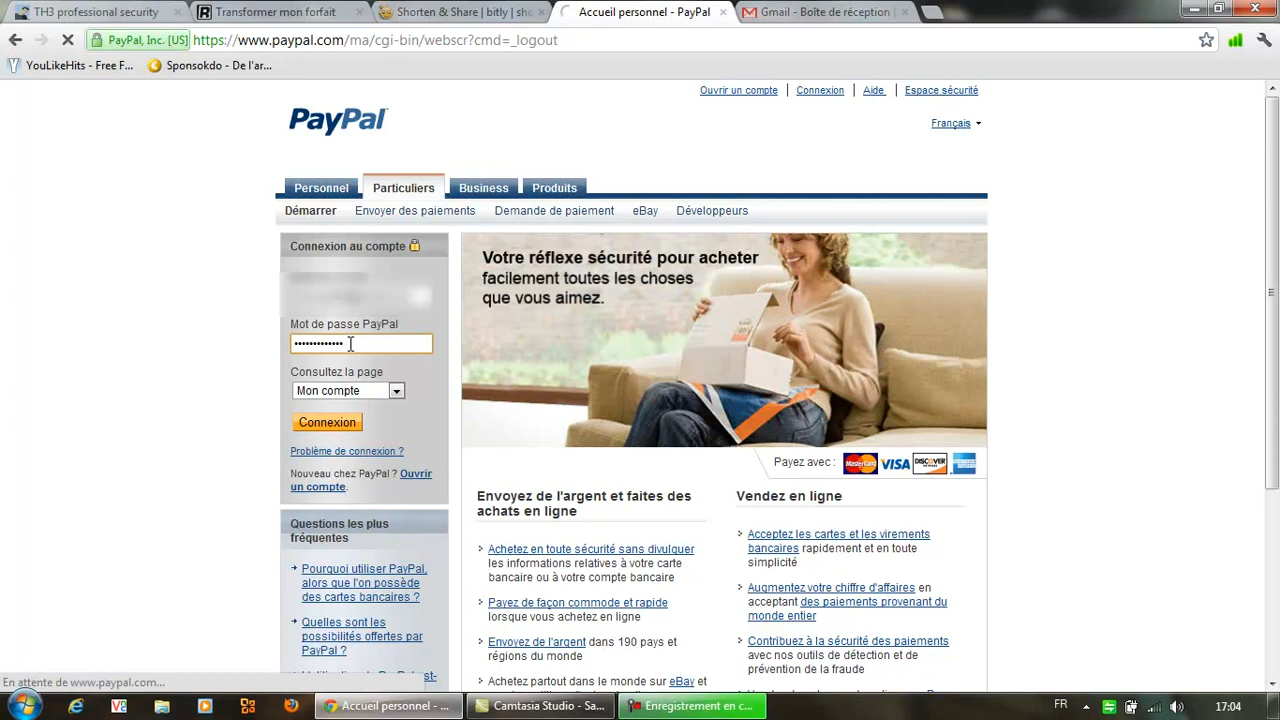 TH3 professional security
Transformer mon forfait
Shorten & Share | bitly | sho
Accueil personnel - PayPal
Gmail - Boîte de réception
PayPal, Inc. [US]
https://www.paypal.com/ma/cgi-bin/webscr?cmd=_logout
YouLikeHits - Free F...
Sponsokdo - De l'ar...
Ouvrir un compte
Connexion
Aide
Espace sécurité
PayPal
Français
Personnel
Particuliers
Business
Produits
Démarrer
Envoyer des paiements
Demande de paiement
eBay
Développeurs
Connexion au compte
Mot de passe PayPal
•••••••••••••
Consultez la page
Mon compte
Connexion
Problème de connexion ?
Nouveau chez PayPal ? Ouvrir
un compte.
Questions les plus
fréquentes
Pourquoi utiliser PayPal,
alors que l'on possède
des cartes bancaires ?
Quelles sont les
possibilités offertes par
PayPal ?
Votre réflexe sécurité pour acheter
facilement toutes les choses
que vous aimez.
Payez avec :
MasterCard
VISA
DISCOVER
Envoyez de l'argent et faites des
achats en ligne
Achetez en toute sécurité sans divulguer
les informations relatives à votre carte
bancaire ou à votre compte bancaire
Payez de façon commode et rapide
lorsque vous achetez en ligne
Envoyez de l'argent dans 190 pays et
régions du monde
Achetez partout dans le monde sur eBay et
Vendez en ligne
Acceptez les cartes et les virements
bancaires rapidement et en toute
simplicité
Augmentez votre chiffre d'affaires en
acceptant des paiements provenant du
monde entier
Contribuez à la sécurité des paiements
avec nos outils de détection et de
prévention de la fraude
En attente de www.paypal.com...
Accueil personnel - ...
Camtasia Studio - Sa...
Enregistrement en c...
FR
17:04